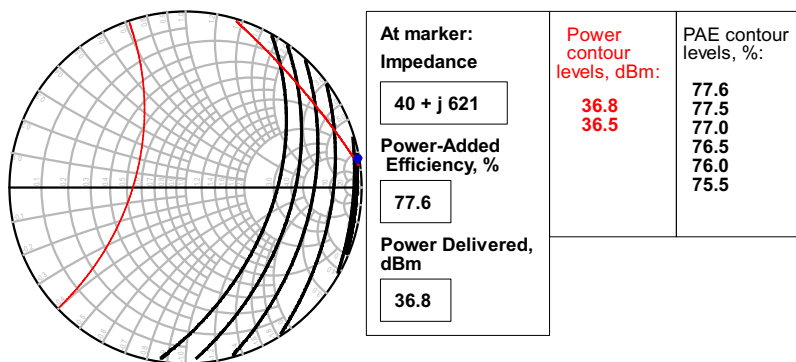 At marker:
Impedance
40 + j 621
Power-Added
Efficiency, %
77.6
Power Delivered,
dBm
36.8
Power
contour
levels, dBm:
36.8
36.5
PAE contour
levels, %:
77.6
77.5
77.0
76.5
76.0
75.5